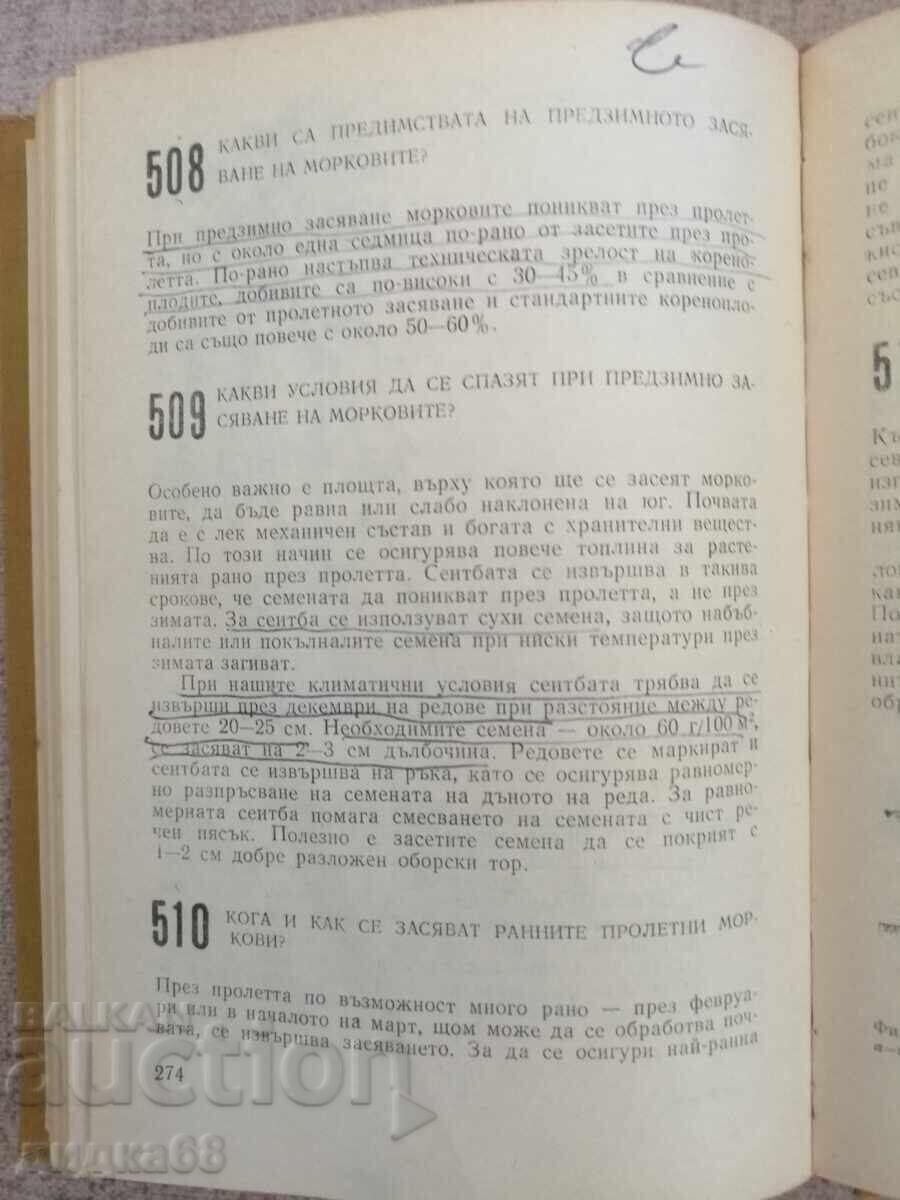 508 КАКВИ СА ПРЕДИМСТВАТА НА ПРЕДЗИМНОТО ЗАСЯ-
ВАНЕ НА МОРКОВИТЕ?
При предзимно засяване морковите поникват през пролет-
та, но с около една седмица по-рано от засетите през про-
летта. По-рано настъпва техническата зрелост на корено-
плодите, добивите са по-високи с 30—45% в сравнение с
добивите от пролетното засяване и стандартните кореноплo-
ди са също повече с около 50—60%.
509 КАКВИ УСЛОВИЯ ДА СЕ СПАЗЯТ ПРИ ПРЕДЗИМНО ЗА-
СЯВАНЕ НА МОРКОВИТЕ?
Особено важно е площта, върху която ще се засеят морко-
вите, да бъде равна или слабо наклонена на юг. Почвата
да е с лек механичен състав и богата с хранителни вещест-
ва. По този начин се осигурява повече топлина за расте-
нията рано през пролетта. Сеитбата се извършва в такива
срокове, че семената да поникват през пролетта, а не през
зимата. За сеитба се използуват сухи семена, защото набъб-
налите или покълналите семена при ниски температури през
зимата загиват.
При нашите климатични условия сеитбата трябва да се
извърши през декември на редове при разстояние между ре-
довете 20—25 см. Необходимите семена — около 60 г/100 м²,
се засяват на 2—3 см дълбочина. Редовете се маркират и
сеитбата се извършва на ръка, като се осигурява равномер-
но разпръсване на семената на дъното на реда. За равно-
мерната сеитба помага смесването на семената с чист ре-
чен пясък. Полезно е засетите семена да се покрият с
1—2 см добре разложен оборски тор.
510 КОГА И КАК СЕ ЗАСЯВАТ РАННИТЕ ПРОЛЕТНИ МОР-
КОВИ?
През пролетта по възможност много рано — през февруа-
ри или в началото на март, щом може да се обработва поч-
вата, се извършва засяването. За да се осигури най-ранна
274
BALKAN
auction
лидка68